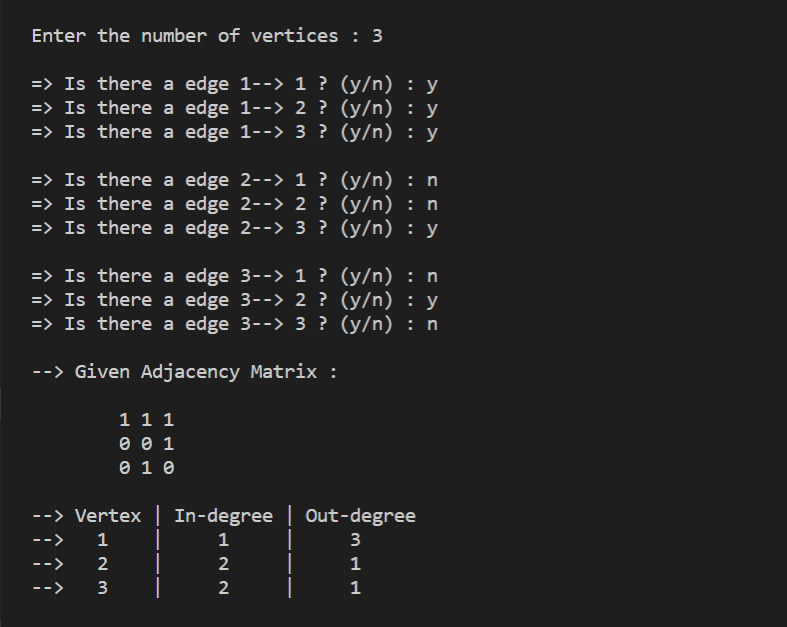 Enter the number of vertices : 3
=> Is there a edge 1--> 1 ? (y/n) : y
=> Is there a edge 1--> 2 ? (y/n) : y
=> Is there a edge 1--> 3 ? (y/n) : y
=> Is there a edge 2--> 1 ? (y/n) : n
=> Is there a edge 2--> 2 ? (y/n) : n
=> Is there a edge 2--> 3 ? (y/n) : y
=> Is there a edge 3--> 1 ? (y/n) : n
=> Is there a edge 3--> 2 ? (y/n) : y
=> Is there a edge 3--> 3 ? (y/n) : n
--> Given Adjacency Matrix :
1 1 1
0 0 1
0 1 0
--> Vertex | In-degree | Out-degree
-->   1    |     1     |     3
-->   2    |     2     |     1
-->   3    |     2     |     1